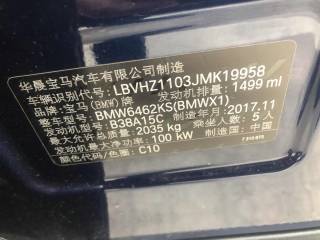 华晟宝马汽车有限公司制造
车辆识别代号: LBVHZ1103JMK19958
品牌: 宝马(BMW)牌 发动机排量: 1499 ml
型号: BMW6462KS(BMWX1)
最大允许总质量: 2035 kg 制造年月: 2017.11
发动机型号: B38A15C 乘坐人数: 5人
发动机最大净功率: 100 kW 制造国: 中国
颜色代码/色图: C10